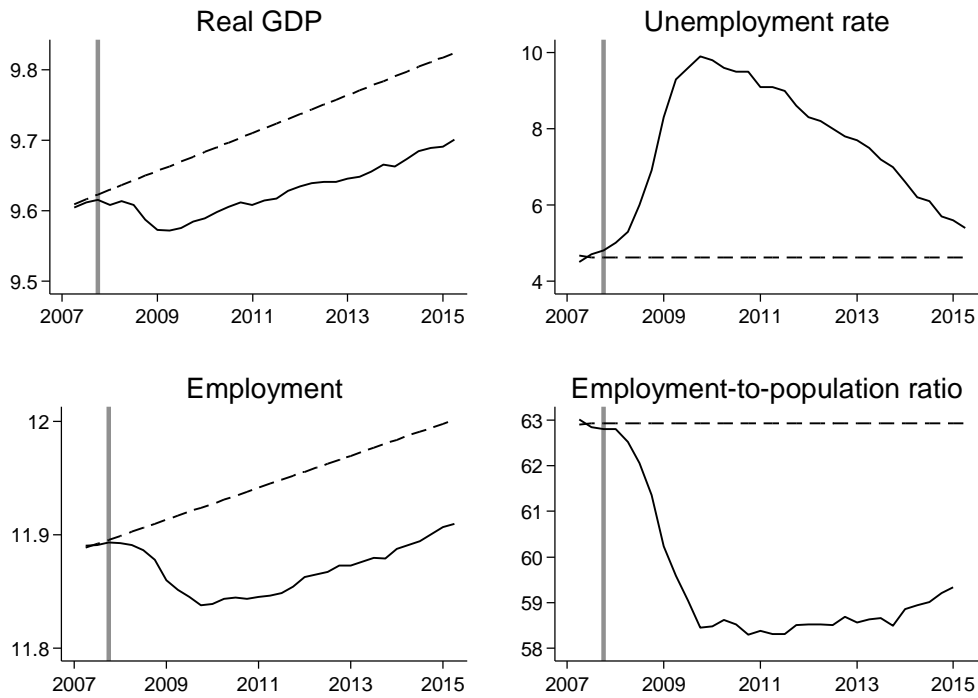 Real GDP
9.8
9.7
9.6
9.5
2007 2009 2011 2013 2015
Unemployment rate
10
8
6
4
2007 2009 2011 2013 2015
Employment
12
11.9
11.8
2007 2009 2011 2013 2015
Employment-to-population ratio
63
62
61
60
59
58
2007 2009 2011 2013 2015